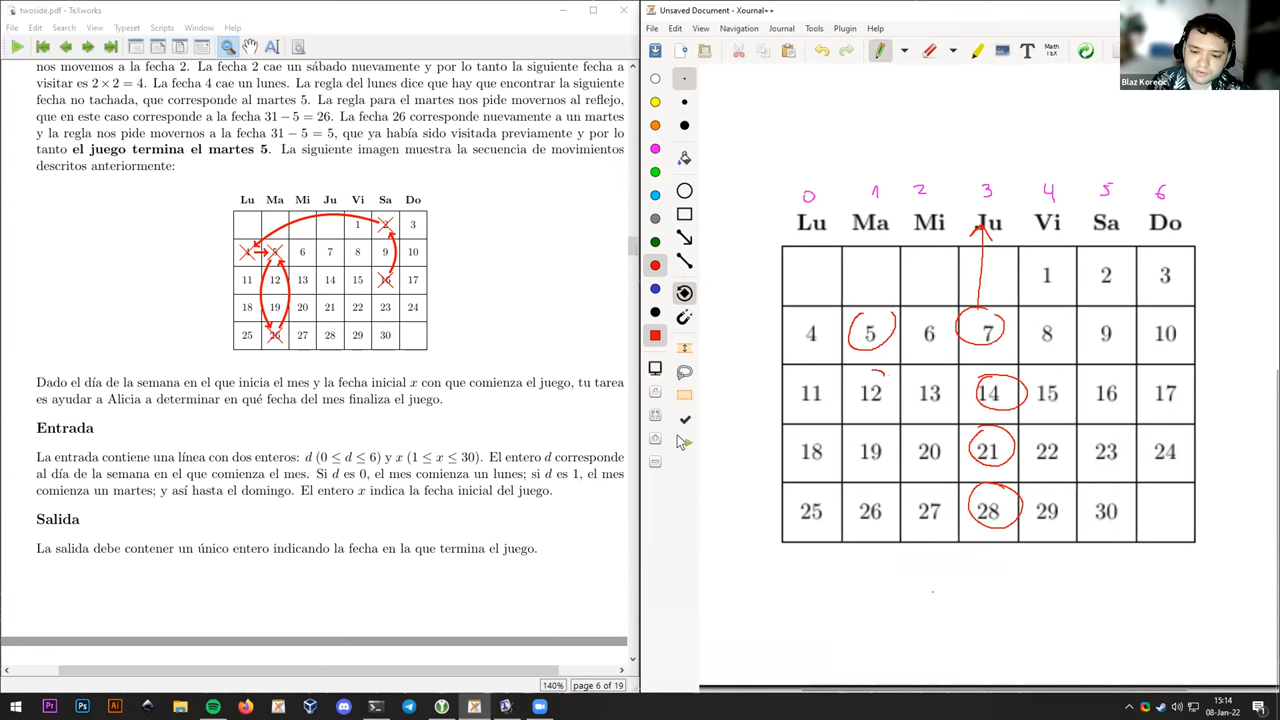 twoside.pdf - TeXworks
File Edit Search View Typeset Scripts Window Help
nos movemos a la fecha 2. La fecha 2 cae un sábado nuevamente y por lo tanto la siguiente fecha a
visitar es 2 × 2 = 4. La fecha 4 cae un lunes. La regla del lunes dice que hay que encontrar la siguiente
fecha no tachada, que corresponde al martes 5. La regla para el martes nos pide movernos al reflejo,
que en este caso corresponde a la fecha 31 − 5 = 26. La fecha 26 corresponde nuevamente a un martes
y la regla nos pide movernos a la fecha 31 − 5 = 5, que ya había sido visitada previamente y por lo
tanto el juego termina el martes 5. La siguiente imagen muestra la secuencia de movimientos
descritos anteriormente:
Lu Ma Mi Ju Vi Sa Do
1 2 3
4 5 6 7 8 9 10
11 12 13 14 15 16 17
18 19 20 21 22 23 24
25 26 27 28 29 30
Dado el día de la semana en el que inicia el mes y la fecha inicial x con que comienza el juego, tu tarea
es ayudar a Alicia a determinar en qué fecha del mes finaliza el juego.
Entrada
La entrada contiene una línea con dos enteros: d (0 ≤ d ≤ 6) y x (1 ≤ x ≤ 30). El entero d corresponde
al día de la semana en el que comienza el mes. Si d es 0, el mes comienza un lunes; si d es 1, el mes
comienza un martes; y así hasta el domingo. El entero x indica la fecha inicial del juego.
Salida
La salida debe contener un único entero indicando la fecha en la que termina el juego.
140% page 6 of 19
Unsaved Document - Xournal++
File Edit View Navigation Journal Tools Plugin Help
Math
Blaz Korecic
0 1 2 3 4 5 6
Lu Ma Mi Ju Vi Sa Do
1 2 3
4 5 6 7 8 9 10
11 12 13 14 15 16 17
18 19 20 21 22 23 24
25 26 27 28 29 30
15:14
08-Jan-22